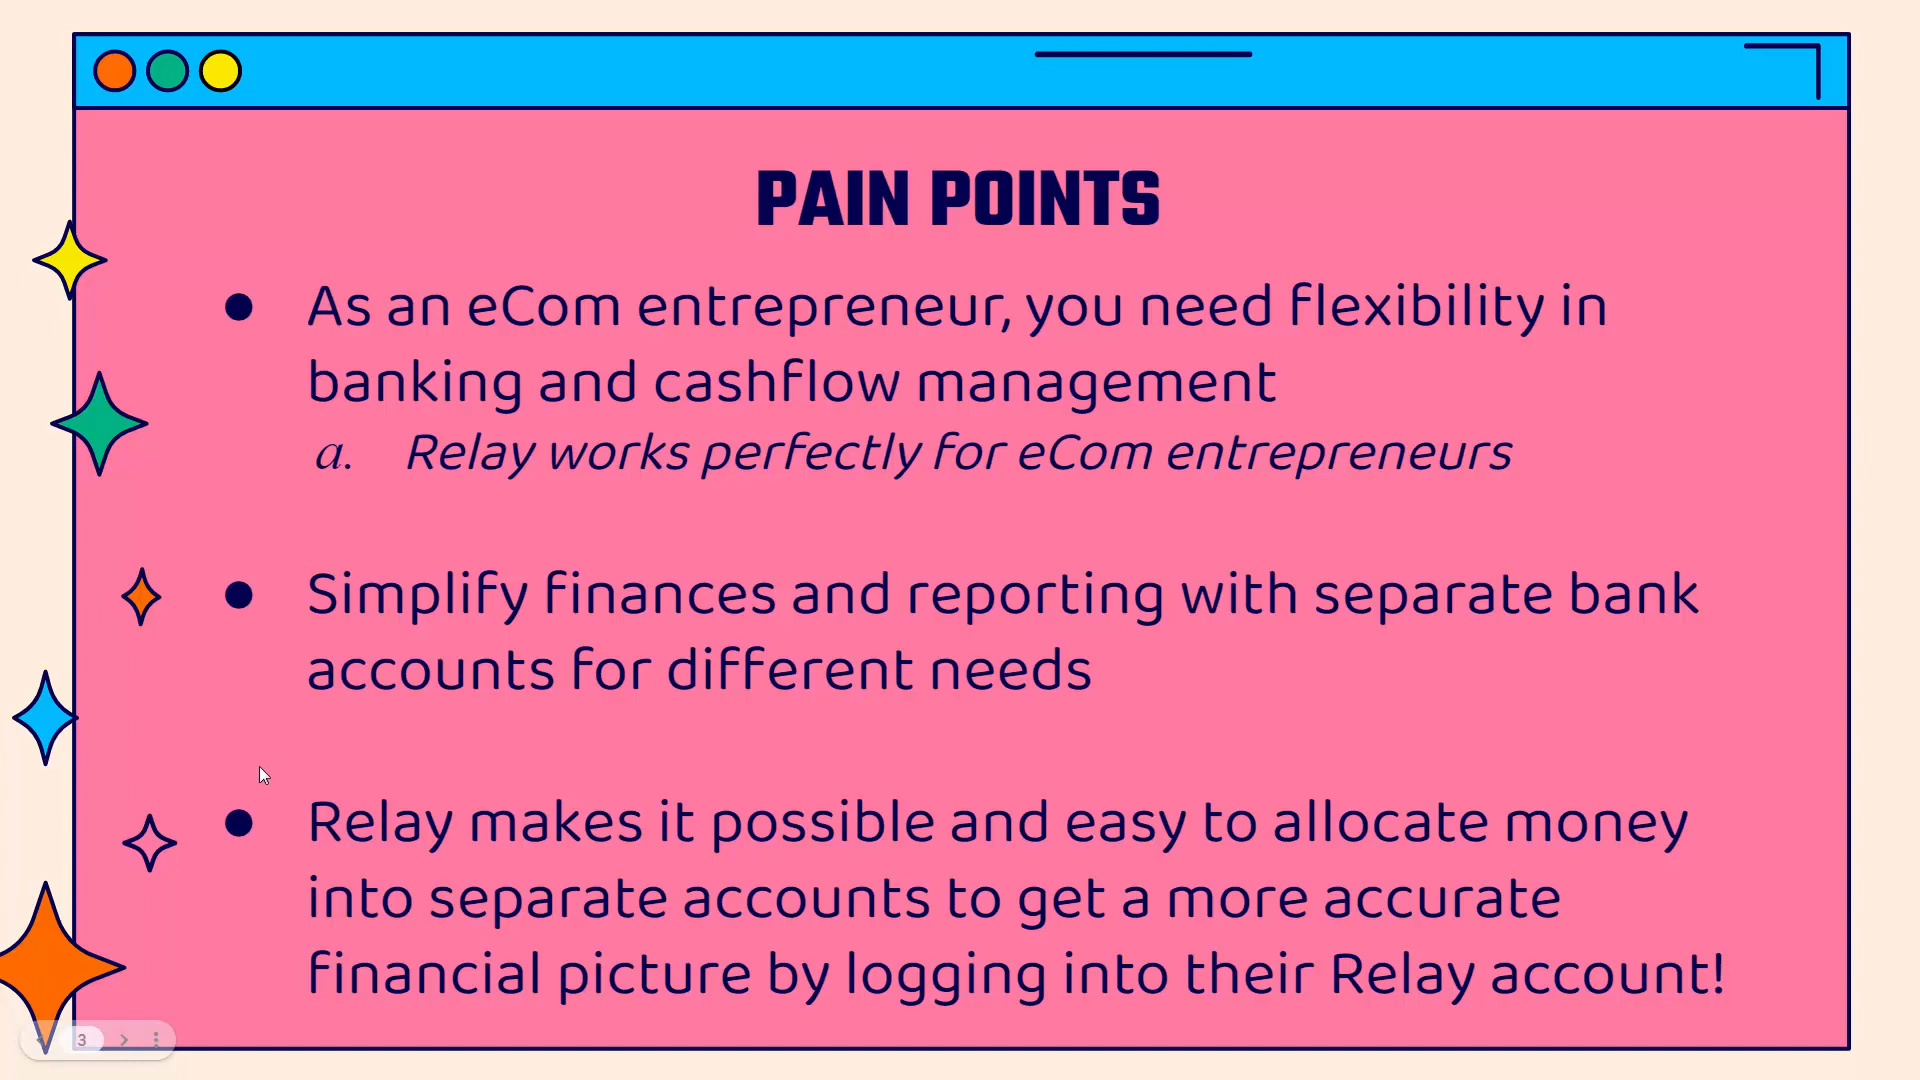 PAIN POINTS
● As an eCom entrepreneur, you need flexibility in
banking and cashflow management
a. Relay works perfectly for eCom entrepreneurs
● Simplify finances and reporting with separate bank
accounts for different needs
● Relay makes it possible and easy to allocate money
into separate accounts to get a more accurate
financial picture by logging into their Relay account!
3